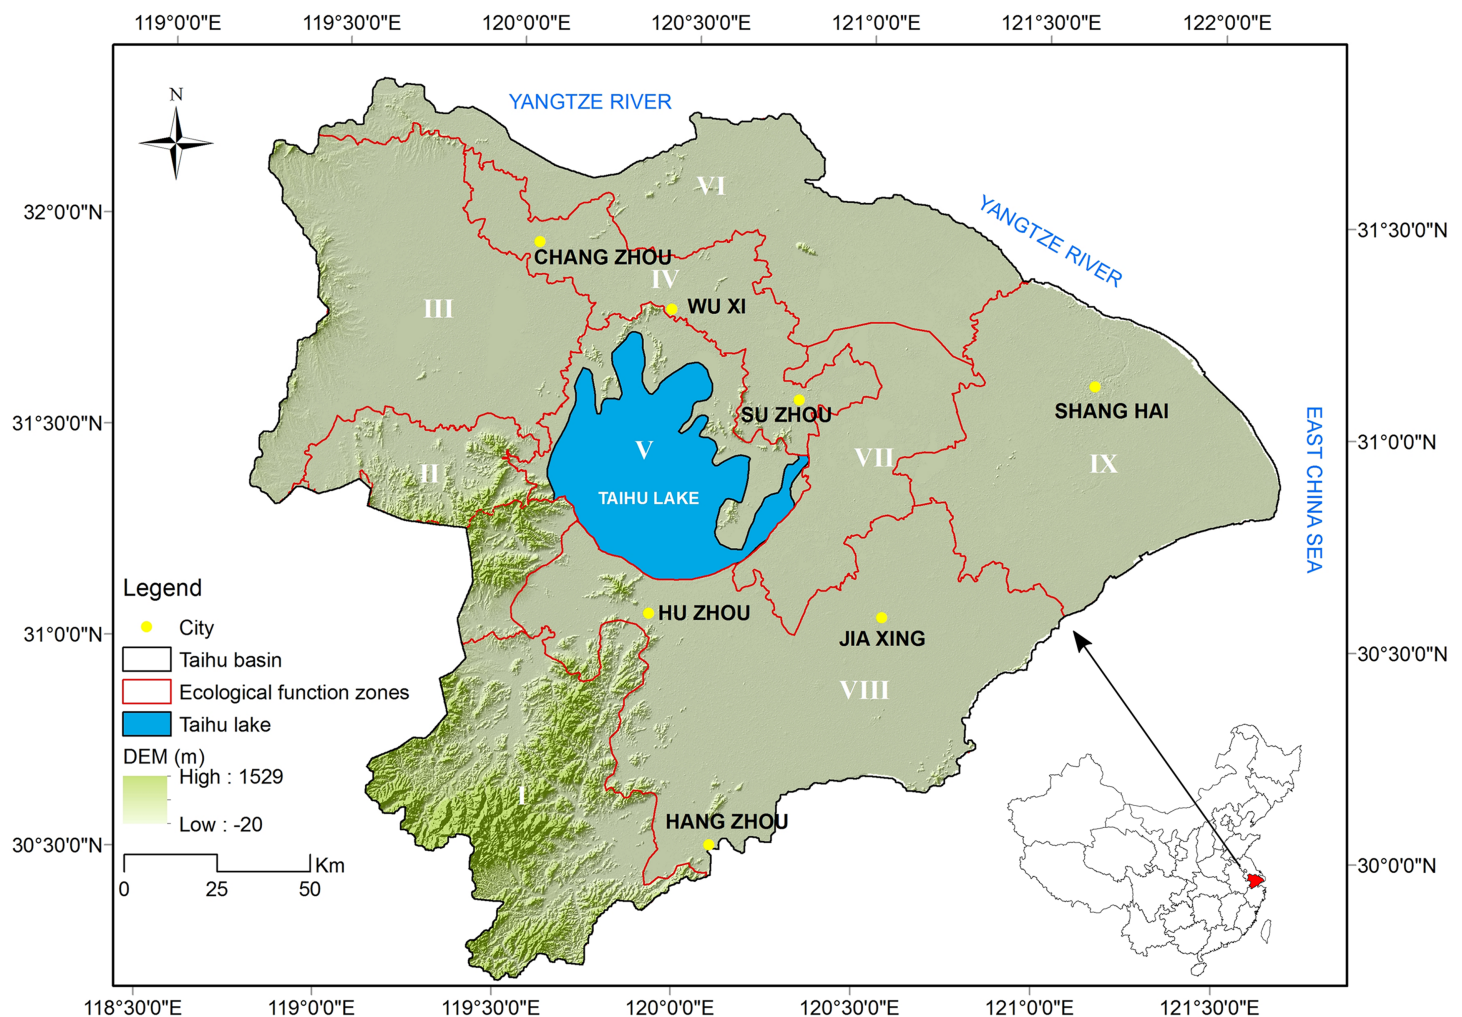 119°0'0"E 119°30'0"E 120°0'0"E 120°30'0"E 121°0'0"E 121°30'0"E 122°0'0"E
N
YANGTZE RIVER
VI
32°0'0"N
YANGTZE RIVER
31°30'0"N
CHANG ZHOU
IV
III
WU XI
SU ZHOU
SHANG HAI
31°30'0"N
31°0'0"N
V
VII
IX
II
TAIHU LAKE
EAST CHINA SEA
Legend
City
HU ZHOU
JIA XING
31°0'0"N
30°30'0"N
Taihu basin
Ecological function zones
VIII
Taihu lake
DEM (m)
High : 1529
Low : -20
I
HANG ZHOU
30°30'0"N
30°0'0"N
Km
0 25 50
118°30'0"E 119°0'0"E 119°30'0"E 120°0'0"E 120°30'0"E 121°0'0"E 121°30'0"E